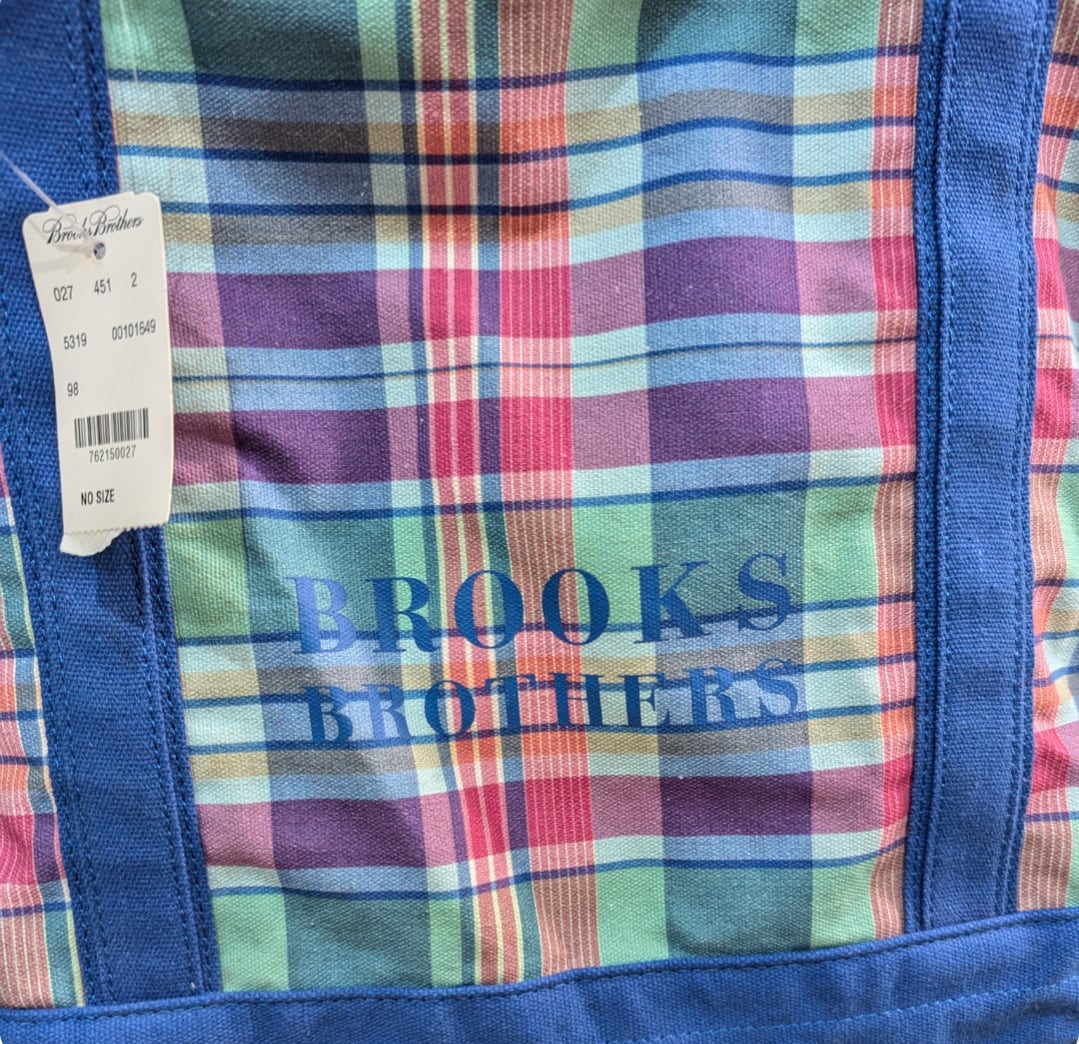 Brooks Brothers
027 451 2
5319 00101649
98
762150027
NO SIZE
BROOKS
BROTHERS